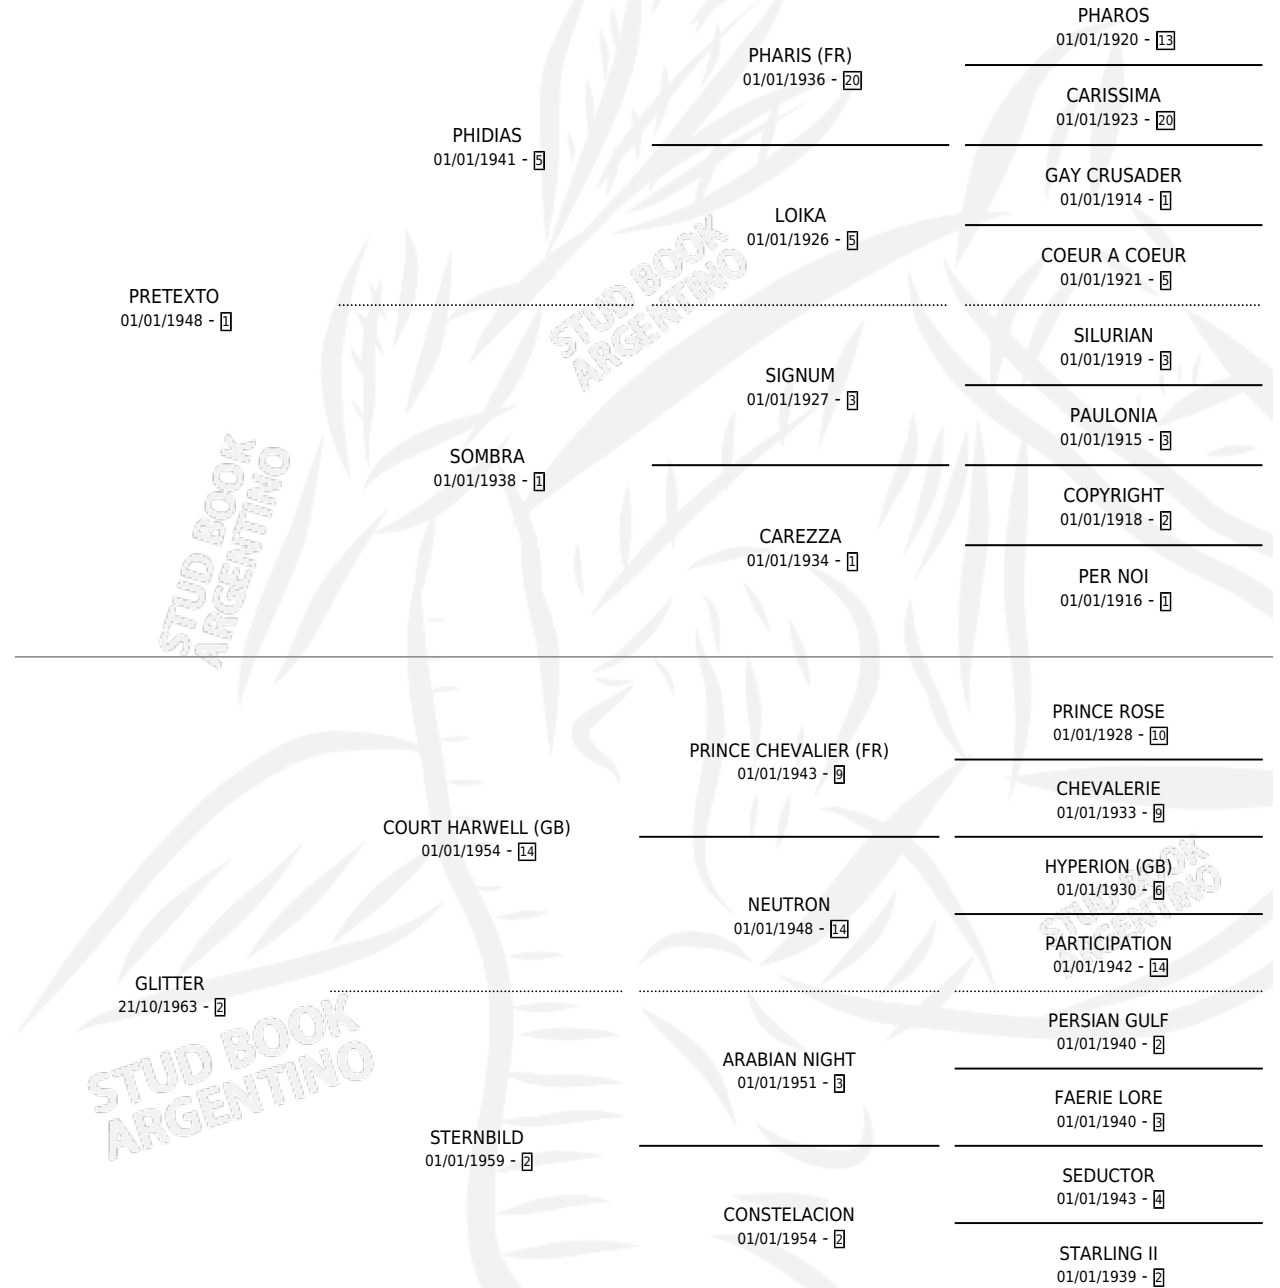 PHAROS
01/01/1920 - 13
PHARIS (FR)
01/01/1936 - 20
CARISSIMA
01/01/1923 - 20
PHIDIAS
01/01/1941 - 5
GAY CRUSADER
01/01/1914 - 1
LOIKA
01/01/1926 - 5
COEUR A COEUR
01/01/1921 - 5
PRETEXTO
01/01/1948 - 1
SILURIAN
01/01/1919 - 3
SIGNUM
01/01/1927 - 3
PAULONIA
01/01/1915 - 3
SOMBRA
01/01/1938 - 1
COPYRIGHT
01/01/1918 - 2
CAREZZA
01/01/1934 - 1
PER NOI
01/01/1916 - 1
STUD BOOK
ARGENTINO
STUD BOOK
ARGENTINO
PRINCE ROSE
01/01/1928 - 10
PRINCE CHEVALIER (FR)
01/01/1943 - 9
CHEVALERIE
01/01/1933 - 9
COURT HARWELL (GB)
01/01/1954 - 14
HYPERION (GB)
01/01/1930 - 6
NEUTRON
01/01/1948 - 14
PARTICIPATION
01/01/1942 - 14
GLITTER
21/10/1963 - 2
PERSIAN GULF
01/01/1940 - 2
ARABIAN NIGHT
01/01/1951 - 3
FAERIE LORE
01/01/1940 - 3
STERNBILD
01/01/1959 - 2
SEDUCTOR
01/01/1943 - 4
CONSTELACION
01/01/1954 - 2
STARLING II
01/01/1939 - 2
STUD BOOK
ARGENTINO
STUD BOOK
ARGENTINO